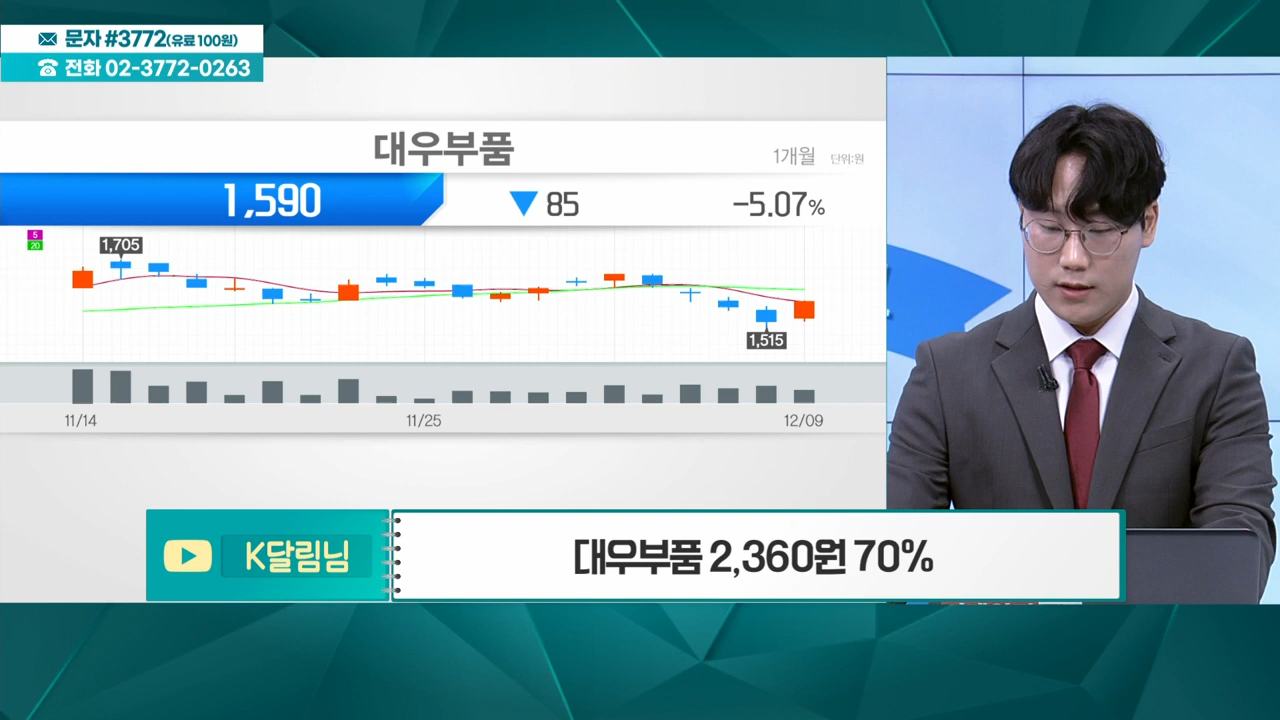 문자 #3772(유료 100원)
전화 02-3772-0263
대우부품
1개월 단위:원
1,590 ▼ 85 -5.07%
5
20
1,705
1,515
11/14 11/25 12/09
K달림님
대우부품 2,360원 70%